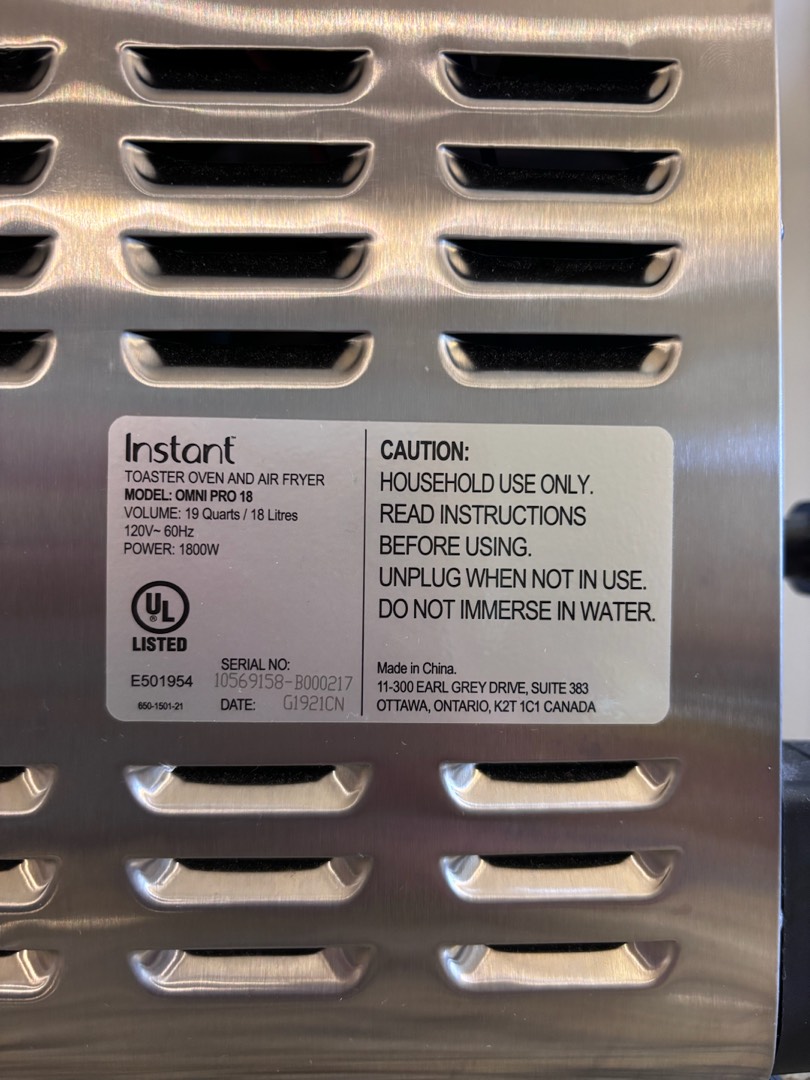 Instant™
TOASTER OVEN AND AIR FRYER
MODEL: OMNI PRO 18
VOLUME: 19 Quarts / 18 Litres
120V~ 60Hz
POWER: 1800W
UL
®
LISTED
E501954
650-1501-21
SERIAL NO:
10569158-B000217
DATE: G1921CN
CAUTION:
HOUSEHOLD USE ONLY.
READ INSTRUCTIONS
BEFORE USING.
UNPLUG WHEN NOT IN USE.
DO NOT IMMERSE IN WATER.
Made in China.
11-300 EARL GREY DRIVE, SUITE 383
OTTAWA, ONTARIO, K2T 1C1 CANADA